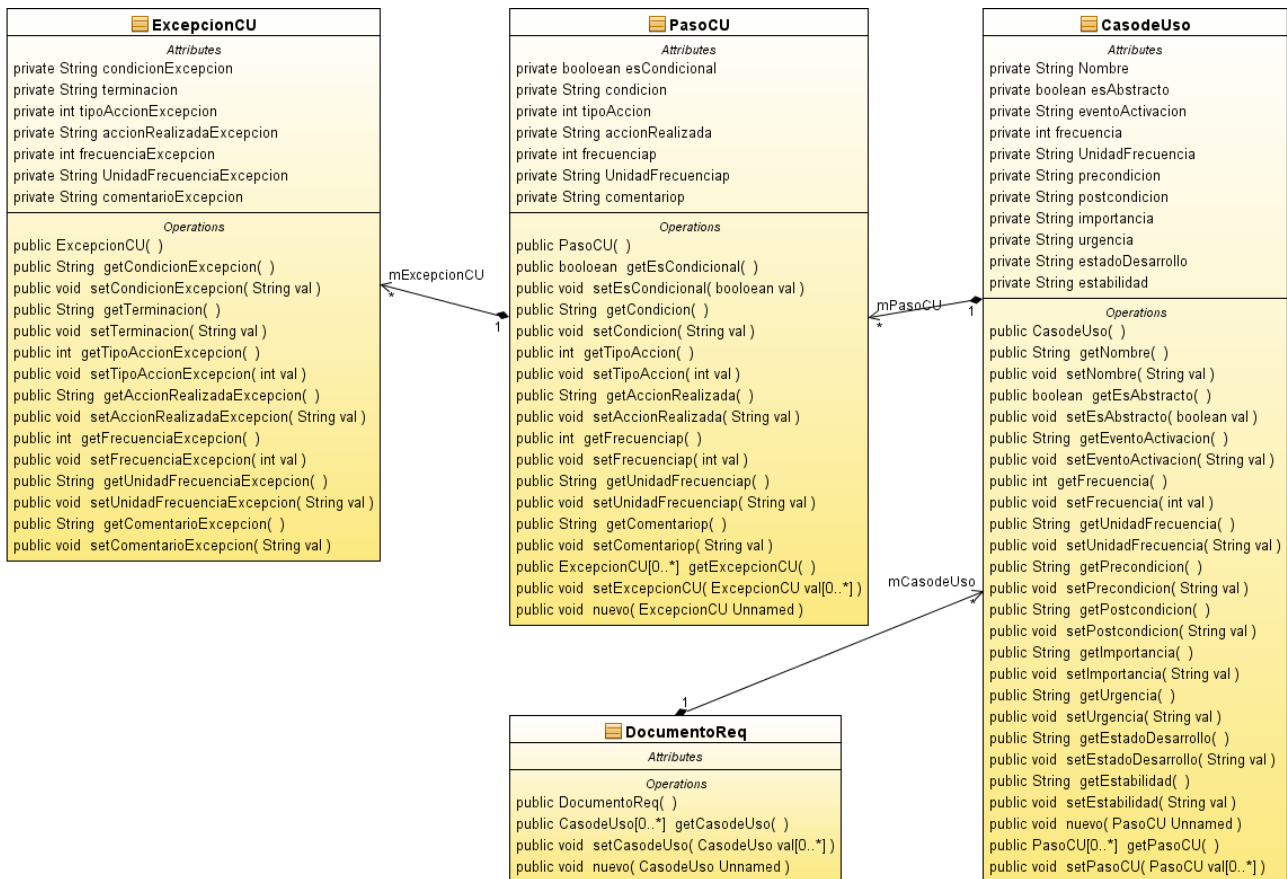 ExcepcionCU
Attributes
private String condicionExcepcion
private String terminacion
private int tipoAccionExcepcion
private String accionRealizadaExcepcion
private int frecuenciaExcepcion
private String UnidadFrecuenciaExcepcion
private String comentarioExcepcion
Operations
public ExcepcionCU( )
public String getCondicionExcepcion( )
public void setCondicionExcepcion( String val )
public String getTerminacion( )
public void setTerminacion( String val )
public int getTipoAccionExcepcion( )
public void setTipoAccionExcepcion( int val )
public String getAccionRealizadaExcepcion( )
public void setAccionRealizadaExcepcion( String val )
public int getFrecuenciaExcepcion( )
public void setFrecuenciaExcepcion( int val )
public String getUnidadFrecuenciaExcepcion( )
public void setUnidadFrecuenciaExcepcion( String val )
public String getComentarioExcepcion( )
public void setComentarioExcepcion( String val )
mExcepcionCU
*
1
PasoCU
Attributes
private booloean esCondicional
private String condicion
private int tipoAccion
private String accionRealizada
private int frecuenciap
private String UnidadFrecuenciap
private String comentariop
Operations
public PasoCU( )
public booloean getEsCondicional( )
public void setEsCondicional( booloean val )
public String getCondicion( )
public void setCondicion( String val )
public int getTipoAccion( )
public void setTipoAccion( int val )
public String getAccionRealizada( )
public void setAccionRealizada( String val )
public int getFrecuenciap( )
public void setFrecuenciap( int val )
public String getUnidadFrecuenciap( )
public void setUnidadFrecuenciap( String val )
public String getComentariop( )
public void setComentariop( String val )
public ExcepcionCU[0..*] getExcepcionCU( )
public void setExcepcionCU( ExcepcionCU val[0..*] )
public void nuevo( ExcepcionCU Unnamed )
mPasoCU
*
1
CasodeUso
Attributes
private String Nombre
private boolean esAbstracto
private String eventoActivacion
private int frecuencia
private String UnidadFrecuencia
private String precondicion
private String postcondicion
private String importancia
private String urgencia
private String estadoDesarrollo
private String estabilidad
Operations
public CasodeUso( )
public String getNombre( )
public void setNombre( String val )
public boolean getEsAbstracto( )
public void setEsAbstracto( boolean val )
public String getEventoActivacion( )
public void setEventoActivacion( String val )
public int getFrecuencia( )
public void setFrecuencia( int val )
public String getUnidadFrecuencia( )
public void setUnidadFrecuencia( String val )
public String getPrecondicion( )
public void setPrecondicion( String val )
public String getPostcondicion( )
public void setPostcondicion( String val )
public String getImportancia( )
public void setImportancia( String val )
public String getUrgencia( )
public void setUrgencia( String val )
public String getEstadoDesarrollo( )
public void setEstadoDesarrollo( String val )
public String getEstabilidad( )
public void setEstabilidad( String val )
public void nuevo( PasoCU Unnamed )
public PasoCU[0..*] getPasoCU( )
public void setPasoCU( PasoCU val[0..*] )
mCasodeUso
*
1
DocumentoReq
Attributes
Operations
public DocumentoReq( )
public CasodeUso[0..*] getCasodeUso( )
public void setCasodeUso( CasodeUso val[0..*] )
public void nuevo( CasodeUso Unnamed )